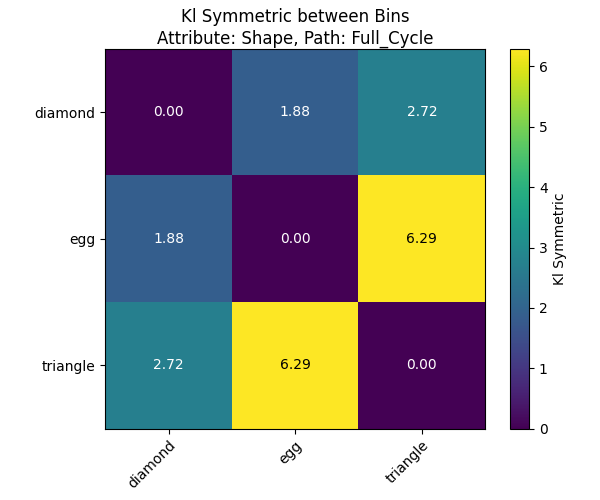 Kl Symmetric between Bins
Attribute: Shape, Path: Full_Cycle
diamond
0.00
1.88
2.72
egg
1.88
0.00
6.29
triangle
2.72
6.29
0.00
diamond
egg
triangle
6
5
4
3
2
1
0
Kl Symmetric